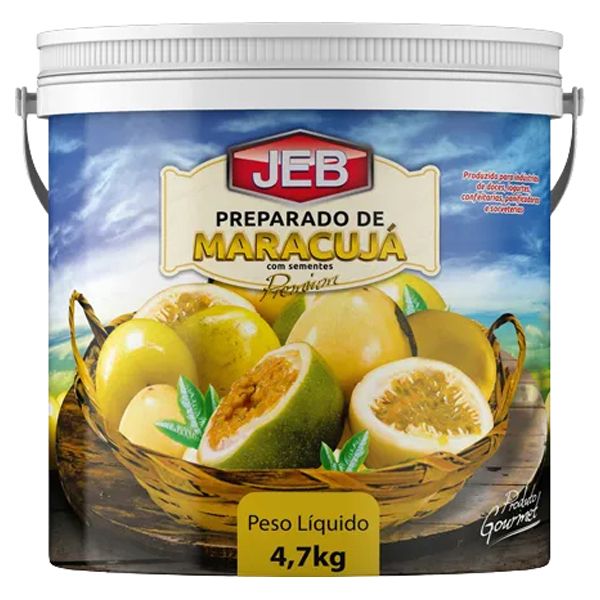 JEB
PREPARADO DE
MARACUJÁ
com sementes
Premium
Produzido para indústrias
de doces, iogurtes,
confeitarias, panificadoras
e sorveterias
Produto
Gourmet
Peso Líquido
4,7kg